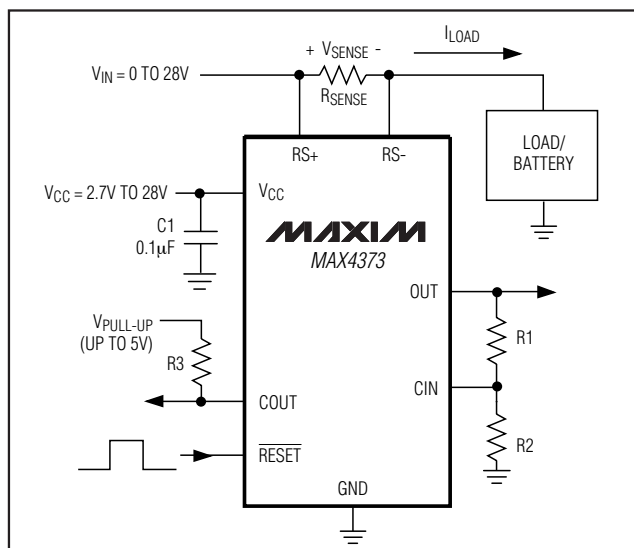 + VSENSE -
ILOAD
VIN = 0 TO 28V
RSENSE
RS+
RS-
LOAD/
BATTERY
VCC = 2.7V TO 28V
VCC
C1
0.1μF
MAXIM
MAX4373
OUT
VPULL-UP
(UP TO 5V)
R3
R1
COUT
CIN
RESET
R2
GND